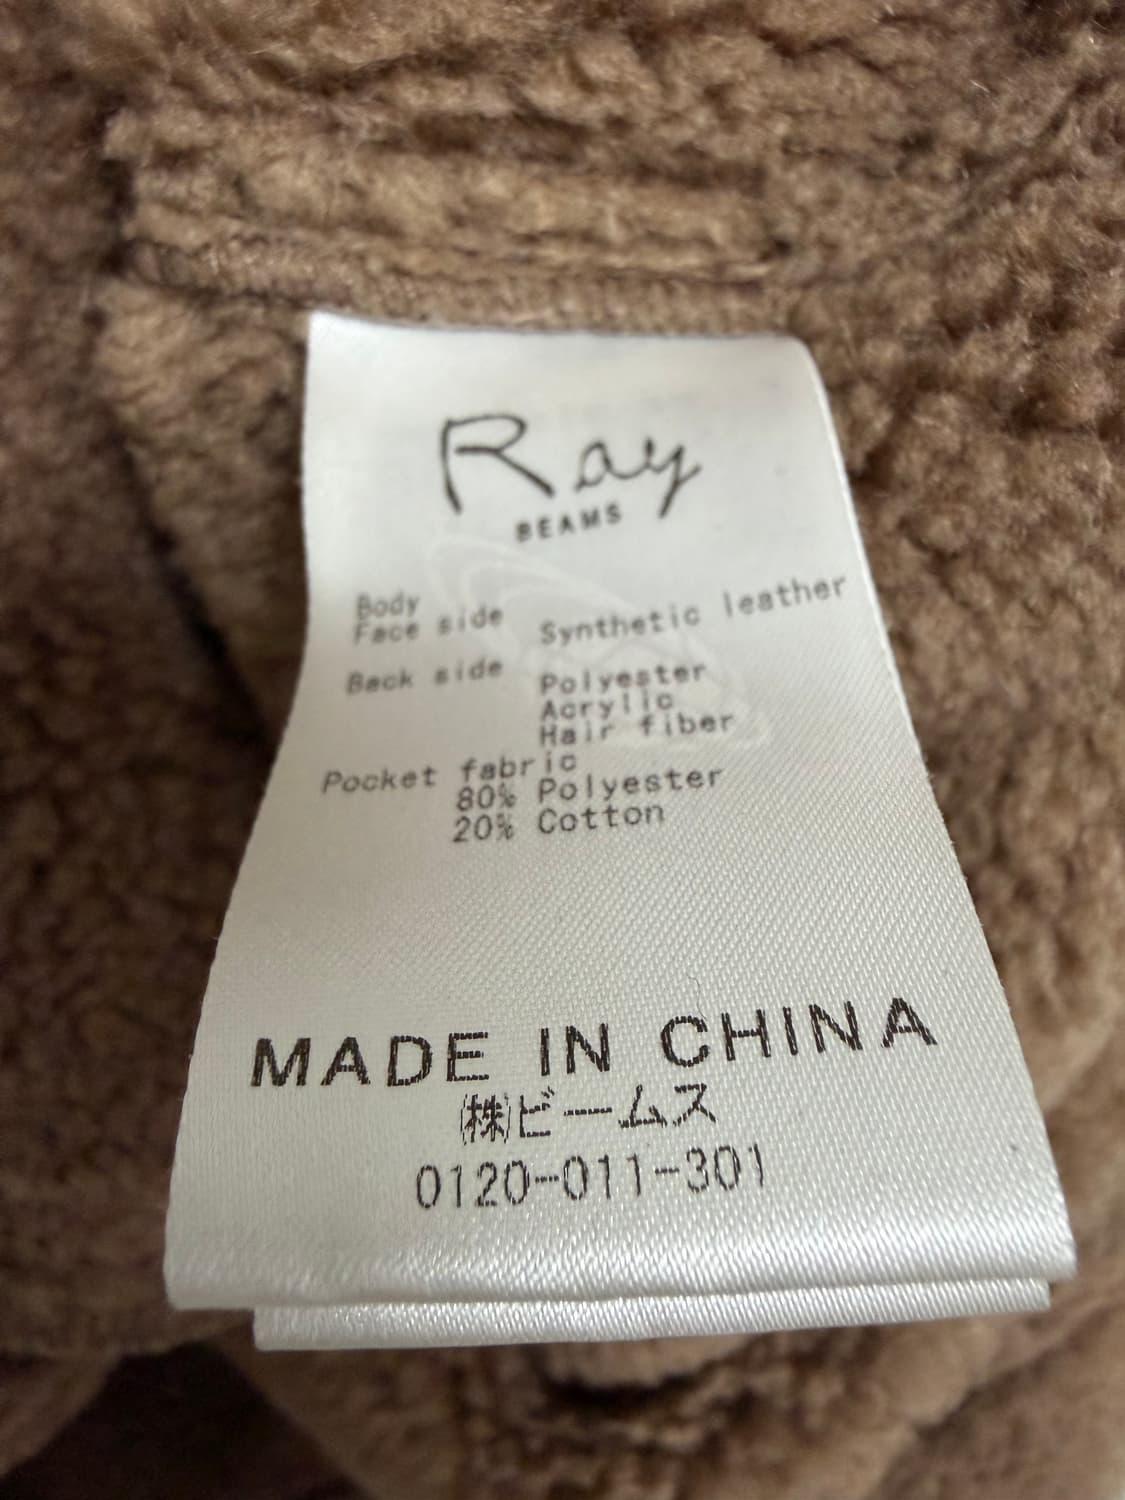 Ray
BEAMS
Body
Face side Synthetic leather
Back side Polyester
Acrylic
Hair fiber
Pocket fabric
80% Polyester
20% Cotton
MADE IN CHINA
㈱ビームス
0120-011-301